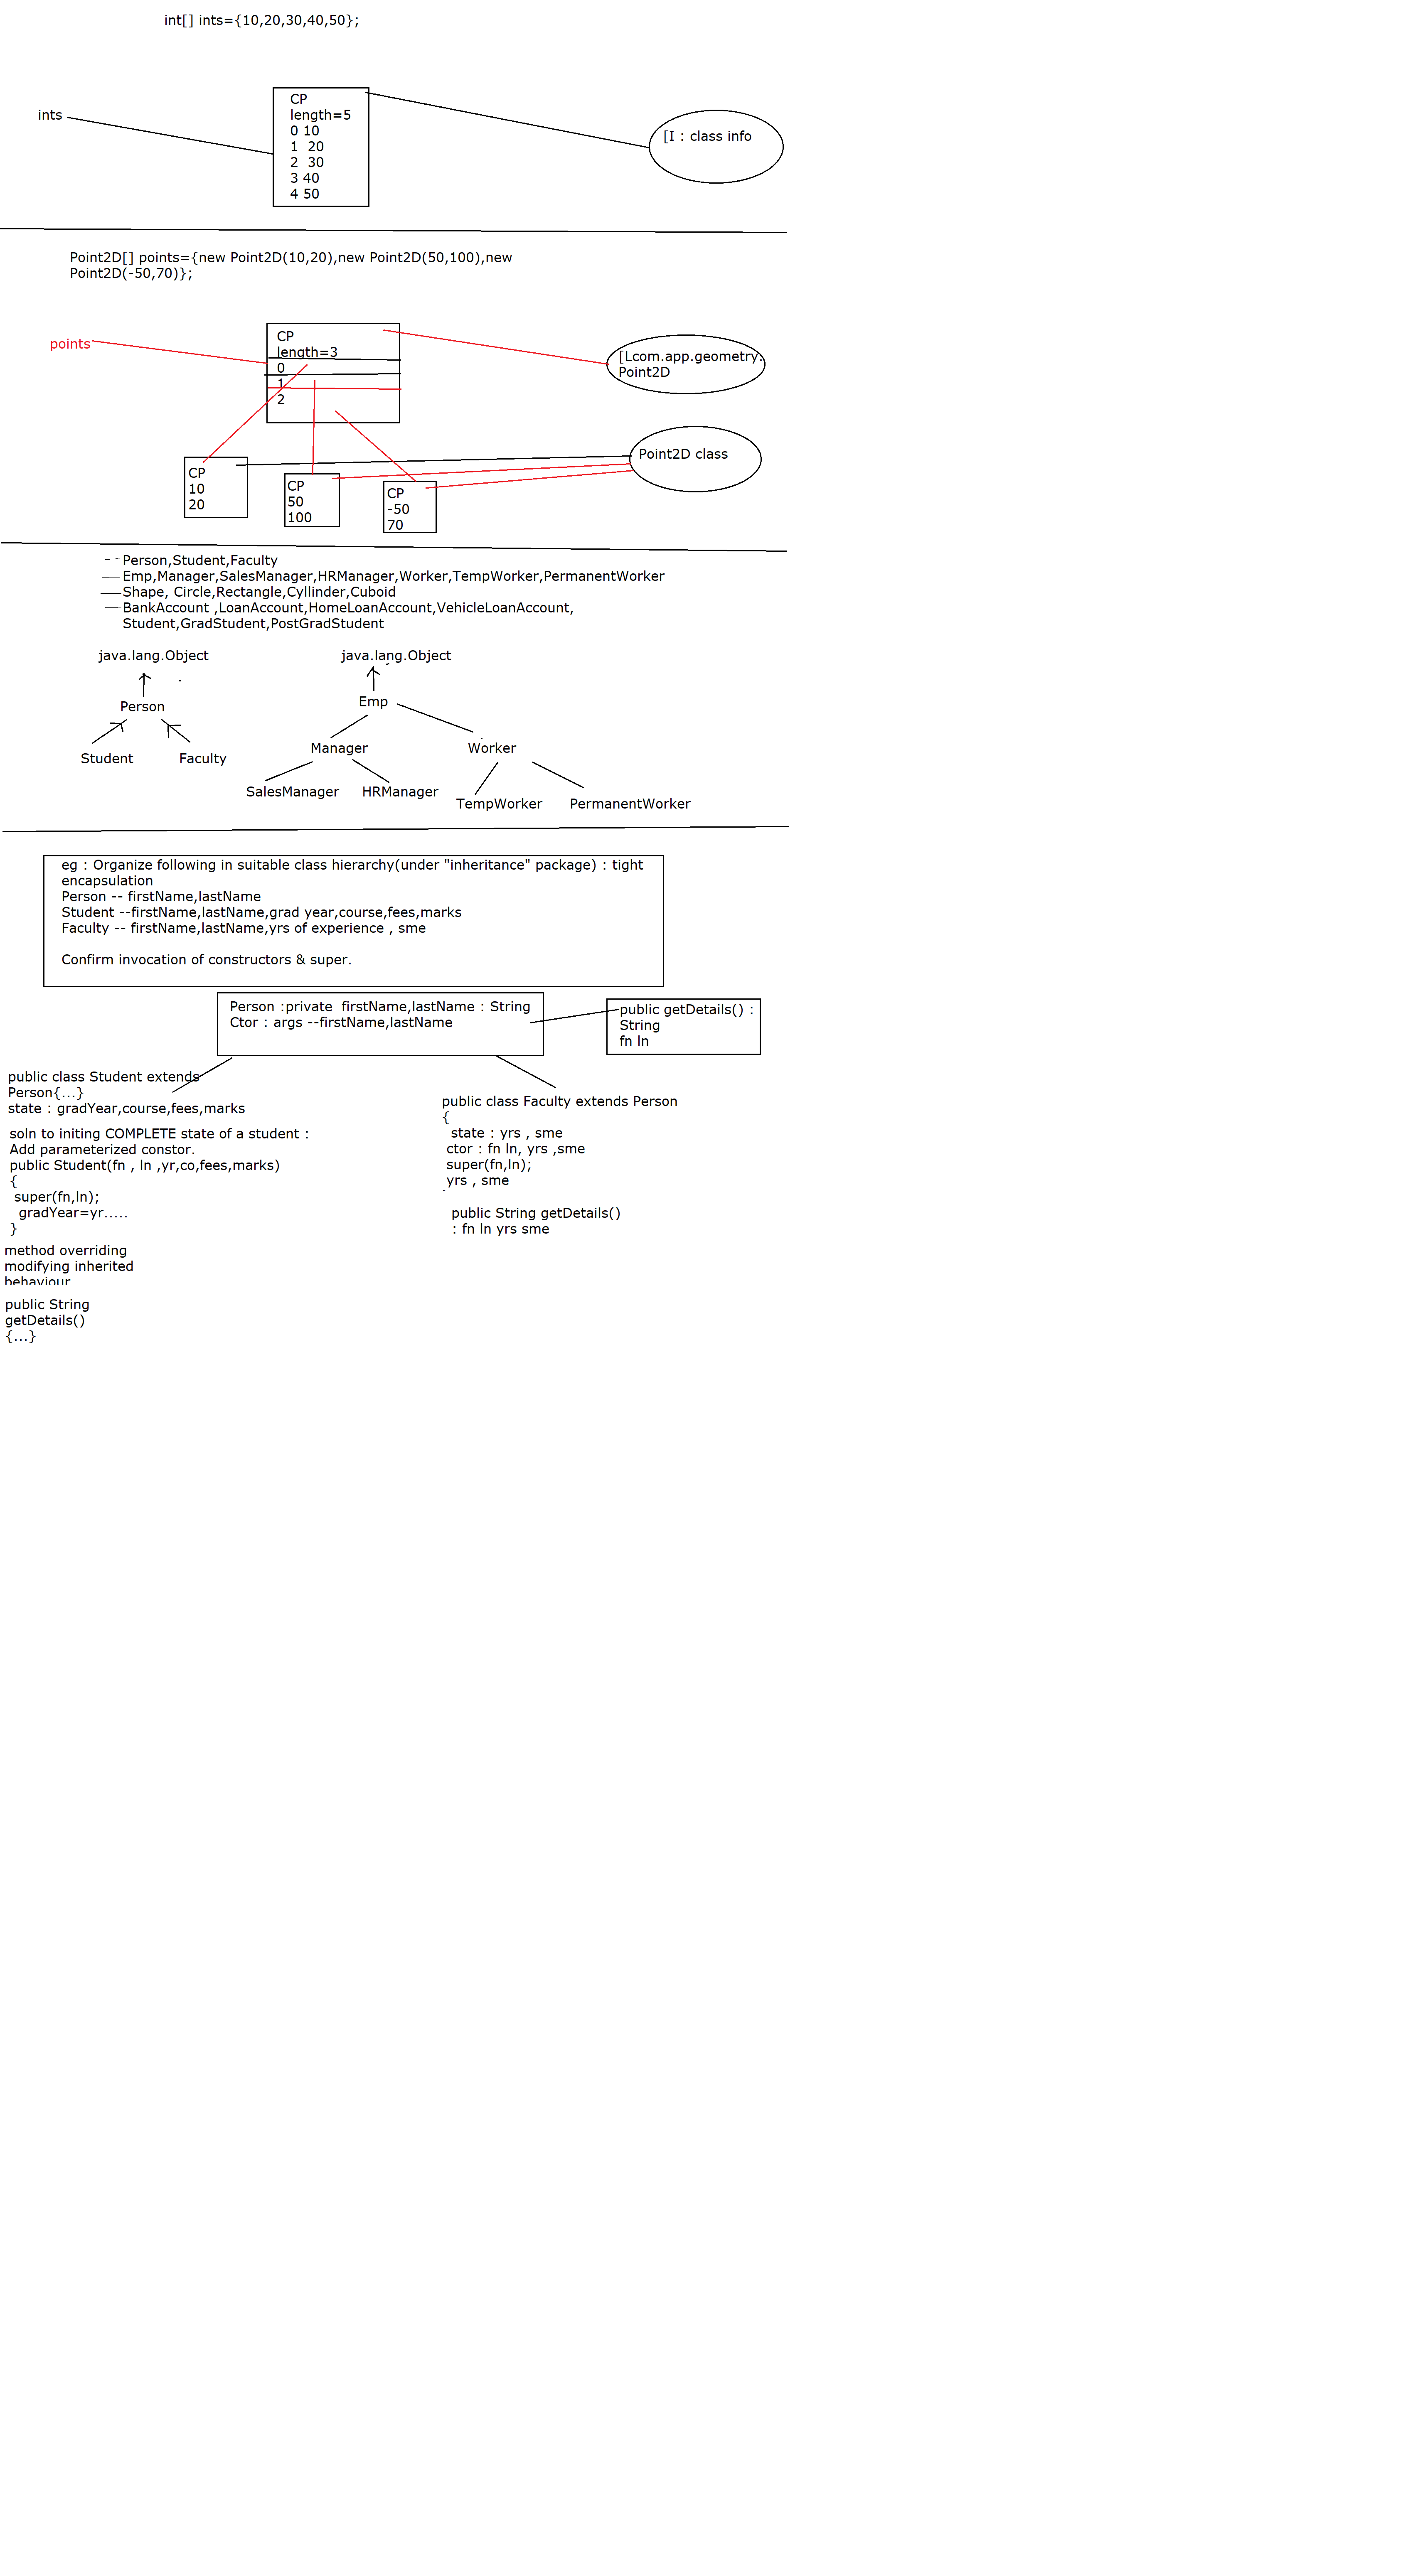 int[] ints={10,20,30,40,50};
ints
CP
length=5
0 10
1  20
2  30
3 40
4 50
[I : class info
Point2D[] points={new Point2D(10,20),new Point2D(50,100),new
Point2D(-50,70)};
points
CP
length=3
0
1
2
[Lcom.app.geometry.
Point2D
Point2D class
CP
10
20
CP
50
100
CP
-50
70
Person,Student,Faculty
Emp,Manager,SalesManager,HRManager,Worker,TempWorker,PermanentWorker
Shape, Circle,Rectangle,Cyllinder,Cuboid
BankAccount ,LoanAccount,HomeLoanAccount,VehicleLoanAccount,
Student,GradStudent,PostGradStudent
java.lang.Object
Person
Student
Faculty
java.lang.Object
Emp
Manager
Worker
SalesManager
HRManager
TempWorker
PermanentWorker
eg : Organize following in suitable class hierarchy(under "inheritance" package) : tight
encapsulation
Person -- firstName,lastName
Student --firstName,lastName,grad year,course,fees,marks
Faculty -- firstName,lastName,yrs of experience , sme
Confirm invocation of constructors & super.
Person :private  firstName,lastName : String
Ctor : args --firstName,lastName
public getDetails() :
String
fn ln
public class Student extends
Person{...}
state : gradYear,course,fees,marks
soln to initing COMPLETE state of a student :
Add parameterized constor.
public Student(fn , ln ,yr,co,fees,marks)
{
super(fn,ln);
gradYear=yr.....
}
method overriding
modifying inherited
behaviour
public String
getDetails()
{...}
public class Faculty extends Person
{
state : yrs , sme
ctor : fn ln, yrs ,sme
super(fn,ln);
yrs , sme
public String getDetails()
: fn ln yrs sme